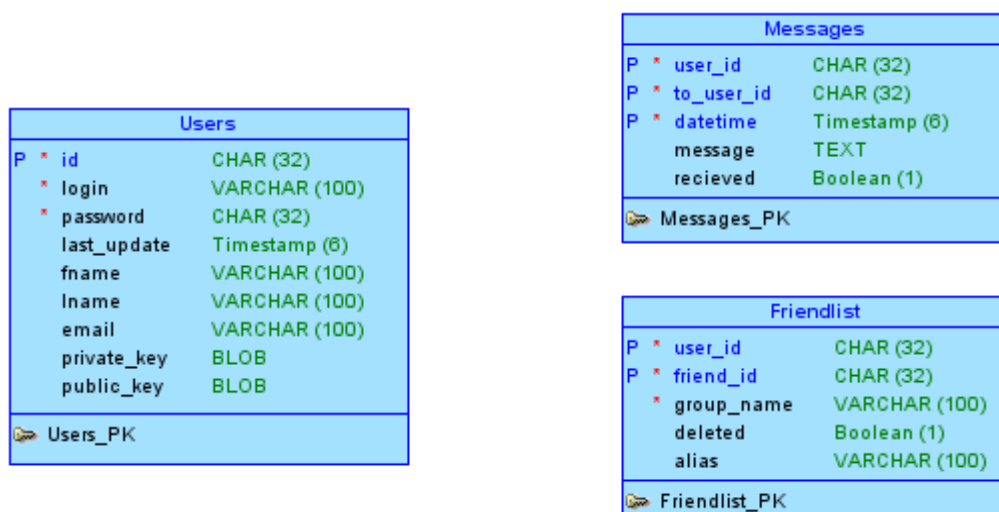 Users
P * id CHAR (32)
* login VARCHAR (100)
* password CHAR (32)
last_update Timestamp (6)
fname VARCHAR (100)
lname VARCHAR (100)
email VARCHAR (100)
private_key BLOB
public_key BLOB
Users_PK
Messages
P * user_id CHAR (32)
P * to_user_id CHAR (32)
P * datetime Timestamp (6)
message TEXT
recieved Boolean (1)
Messages_PK
Friendlist
P * user_id CHAR (32)
P * friend_id CHAR (32)
* group_name VARCHAR (100)
deleted Boolean (1)
alias VARCHAR (100)
Friendlist_PK